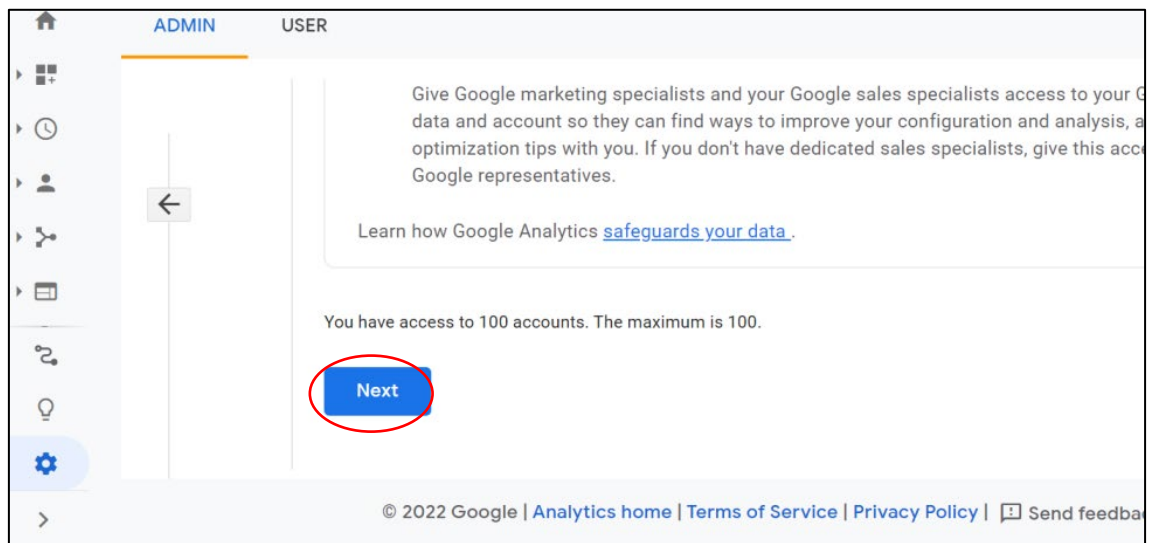 ADMIN USER
Give Google marketing specialists and your Google sales specialists access to your G
data and account so they can find ways to improve your configuration and analysis, a
optimization tips with you. If you don't have dedicated sales specialists, give this acce
Google representatives.
Learn how Google Analytics safeguards your data .
You have access to 100 accounts. The maximum is 100.
Next
© 2022 Google | Analytics home | Terms of Service | Privacy Policy | Send feedba